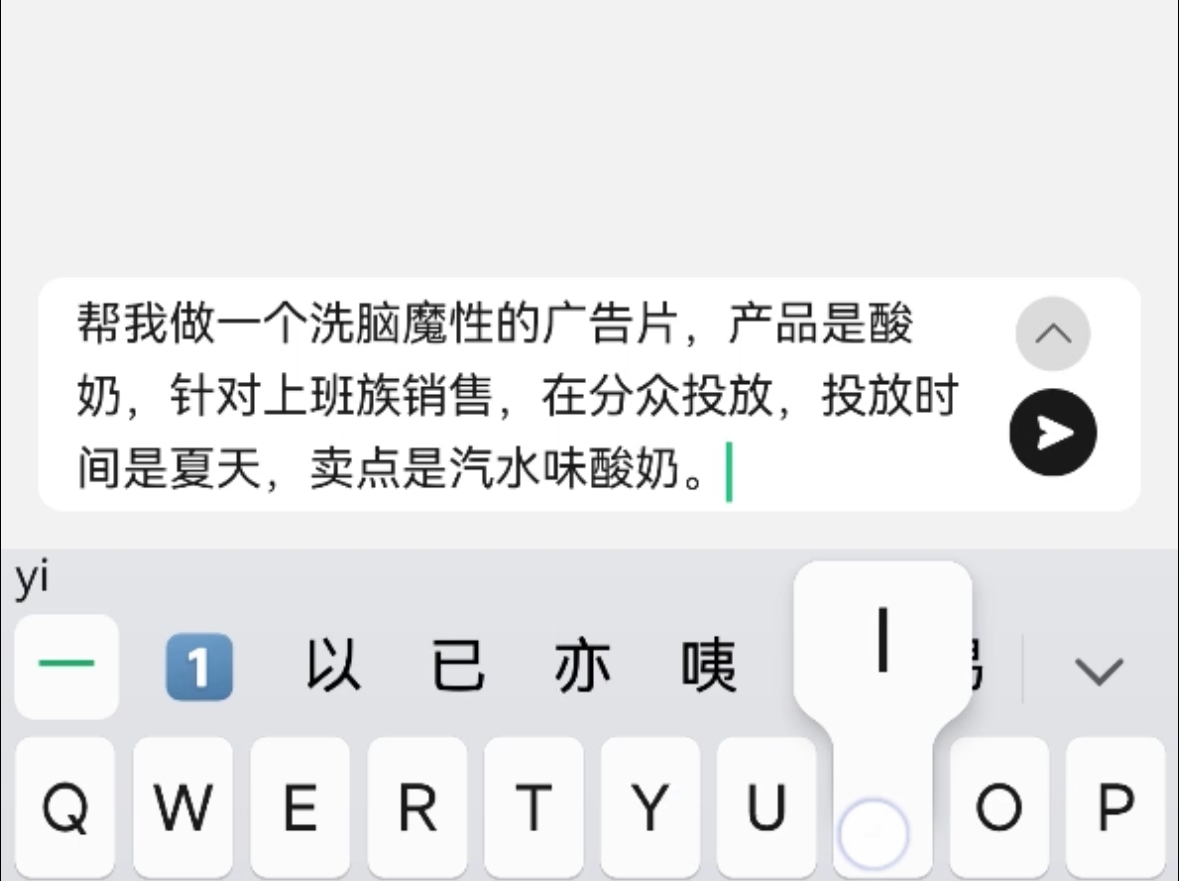 帮我做一个洗脑魔性的广告片，产品是酸
奶，针对上班族销售，在分众投放，投放时
间是夏天，卖点是汽水味酸奶。
yi
一 1 以 已 亦 咦
I
Q W E R T Y U O P